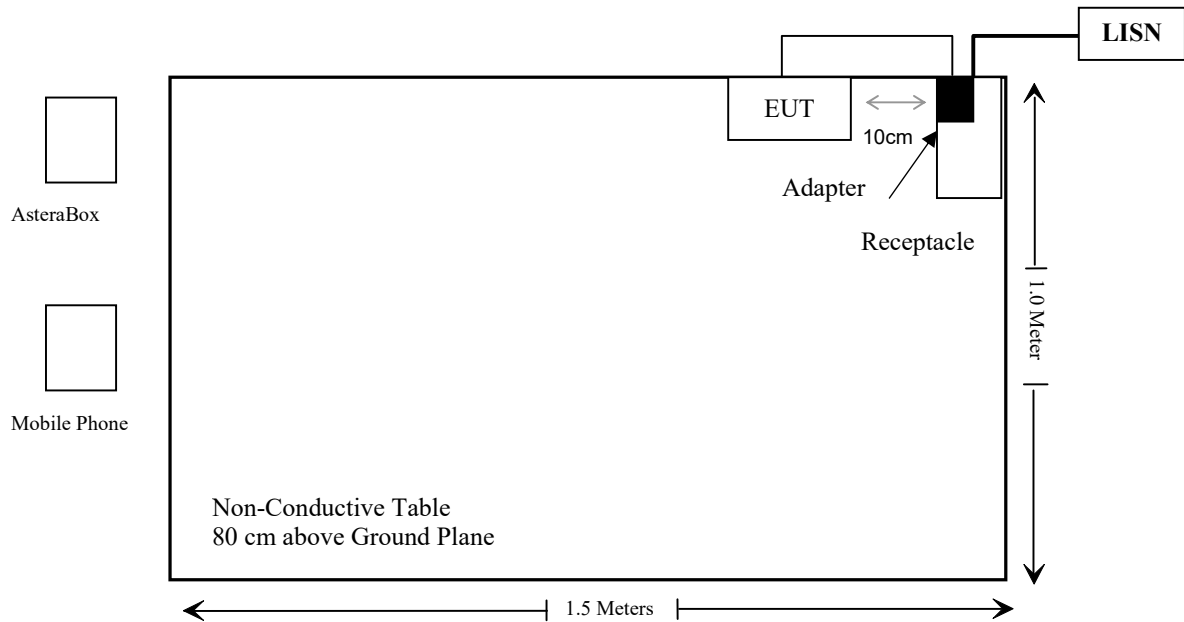 LISN
EUT
10cm
Adapter
AsteraBox
Receptacle
1.0 Meter
Mobile Phone
Non-Conductive Table
80 cm above Ground Plane
1.5 Meters